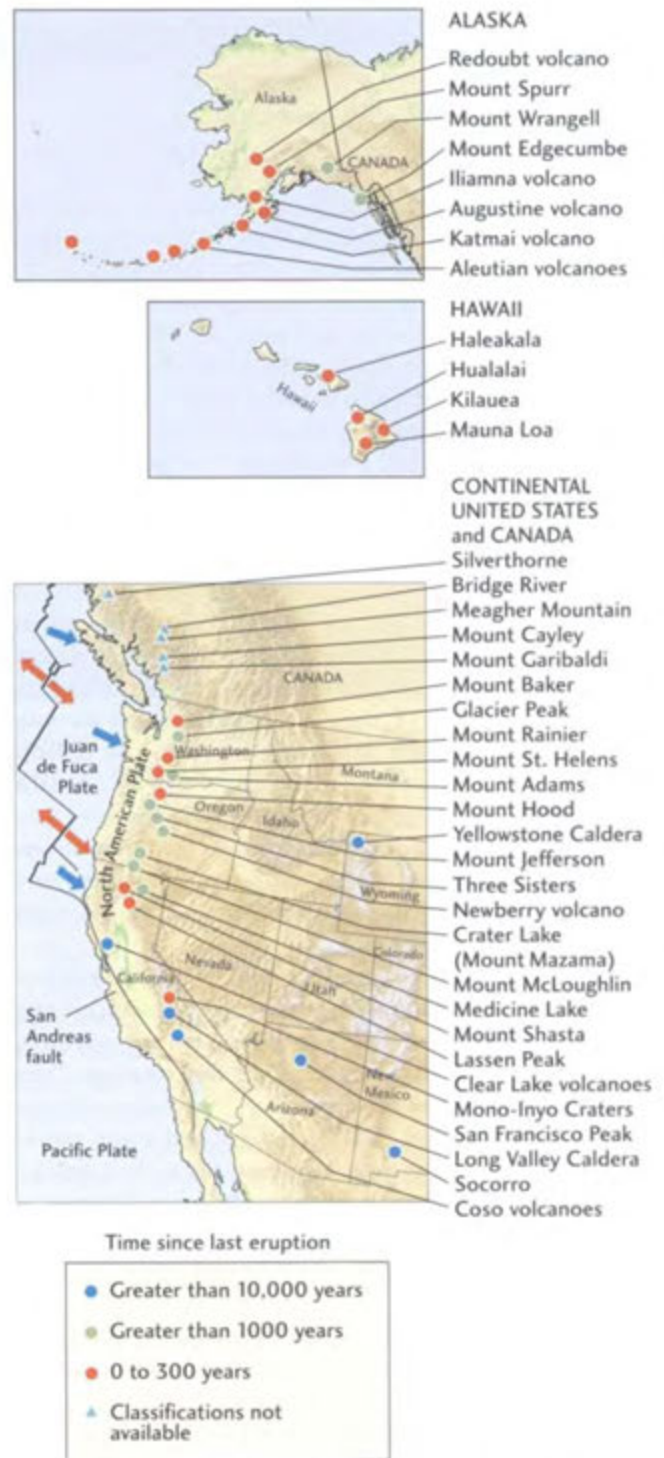 ALASKA
Redoubt volcano
Mount Spurr
Mount Wrangell
Mount Edgecumbe
Iliamna volcano
Augustine volcano
Katmai volcano
Aleutian volcanoes
Alaska
CANADA
HAWAII
Haleakala
Hualalai
Kilauea
Mauna Loa
Hawaii
CONTINENTAL
UNITED STATES
and CANADA
Silverthorne
Bridge River
Meagher Mountain
Mount Cayley
Mount Garibaldi
Mount Baker
Glacier Peak
Mount Rainier
Mount St. Helens
Mount Adams
Mount Hood
Yellowstone Caldera
Mount Jefferson
Three Sisters
Newberry volcano
Crater Lake
(Mount Mazama)
Mount McLoughlin
Medicine Lake
Mount Shasta
Lassen Peak
Clear Lake volcanoes
Mono-Inyo Craters
San Francisco Peak
Long Valley Caldera
Socorro
Coso volcanoes
CANADA
Juan
de Fuca
Plate
North American Plate
Washington
Montana
Oregon
Idaho
Wyoming
Nevada
Utah
Colorado
California
San
Andreas
fault
Arizona
New
Mexico
Pacific Plate
Time since last eruption
Greater than 10,000 years
Greater than 1000 years
0 to 300 years
Classifications not
available